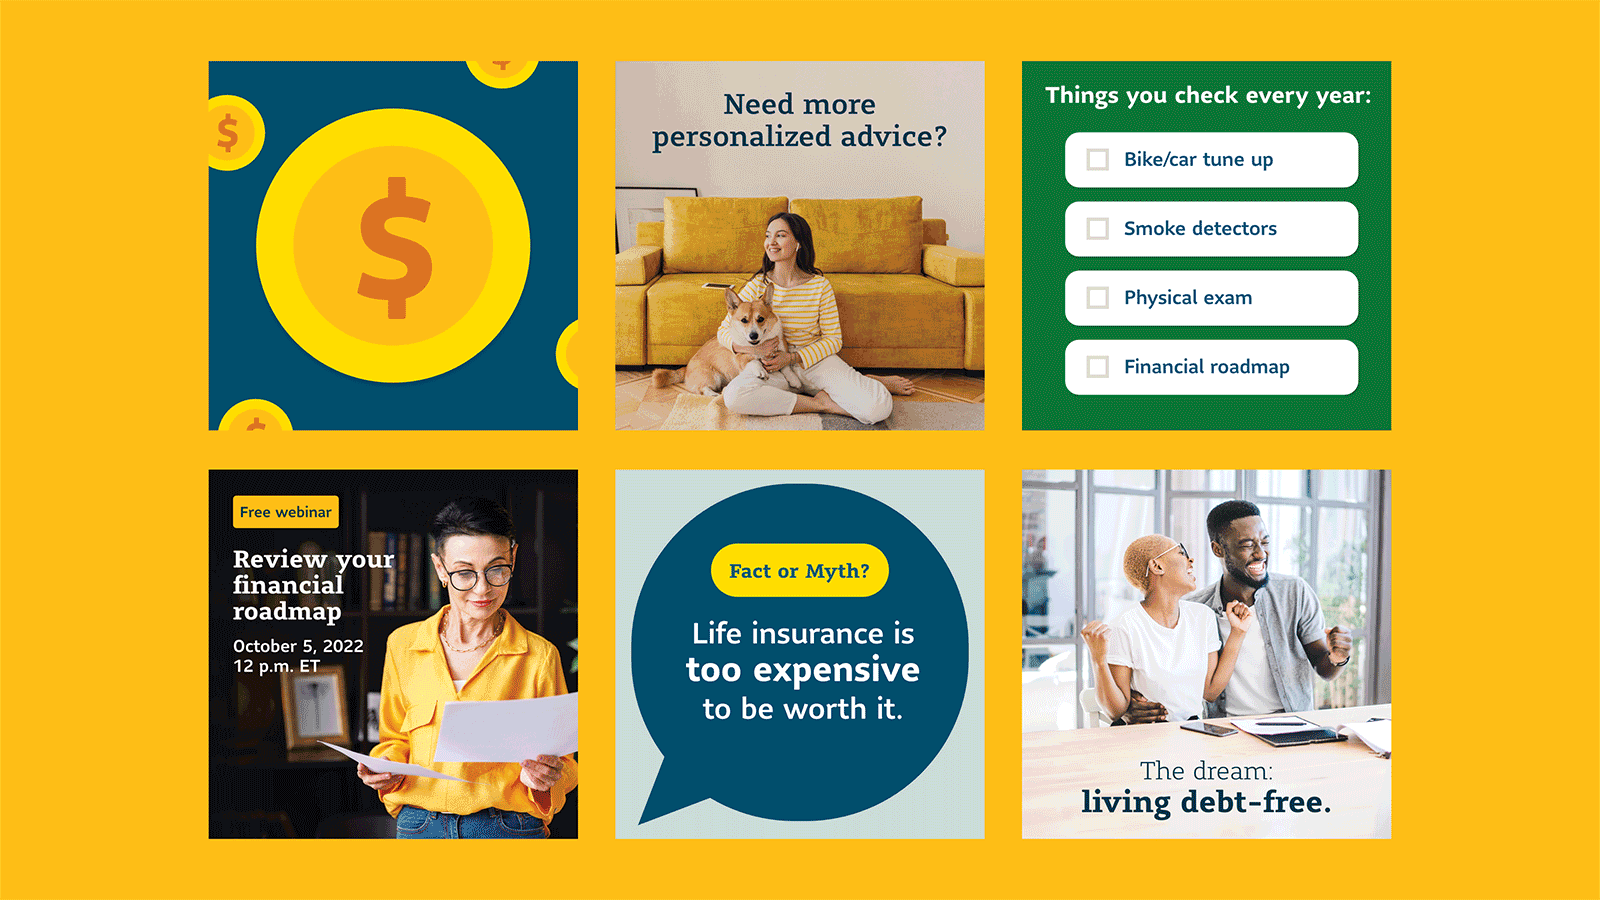 $
$
$
$
Need more
personalized advice?
Things you check every year:
Bike/car tune up
Smoke detectors
Physical exam
Financial roadmap
Free webinar
Review your
financial
roadmap
October 5, 2022
12 p.m. ET
Fact or Myth?
Life insurance is
too expensive
to be worth it.
The dream:
living debt-free.